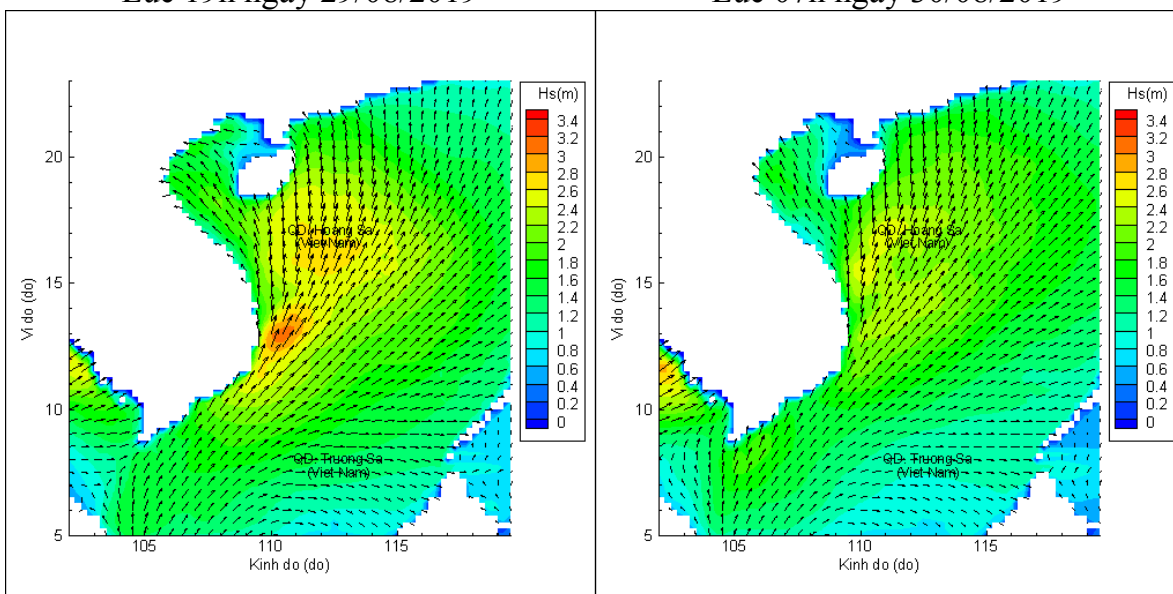 Lúc 19h ngày 29/08/2019
Hs(m)
3.4
3.2
3
2.8
2.6
2.4
2.2
2
1.8
1.6
1.4
1.2
1
0.8
0.6
0.4
0.2
0
Vi do (do)
20
15
10
5
QD. Hoang Sa
(Viet Nam)
QD. Truong Sa
(Viet Nam)
105 110 115
Kinh do (do)
Lúc 07h ngày 30/08/2019
Hs(m)
3.4
3.2
3
2.8
2.6
2.4
2.2
2
1.8
1.6
1.4
1.2
1
0.8
0.6
0.4
0.2
0
Vi do (do)
20
15
10
5
QD. Hoang Sa
(Viet Nam)
QD. Truong Sa
(Viet Nam)
105 110 115
Kinh do (do)